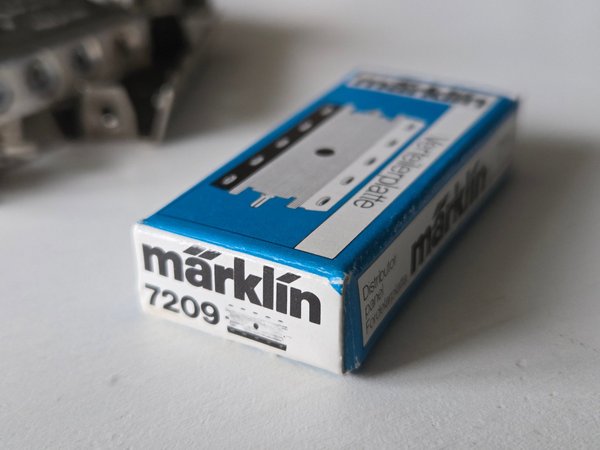 märklin
Verteilerplatte
märklin
7209
Distributor
panel
märklin